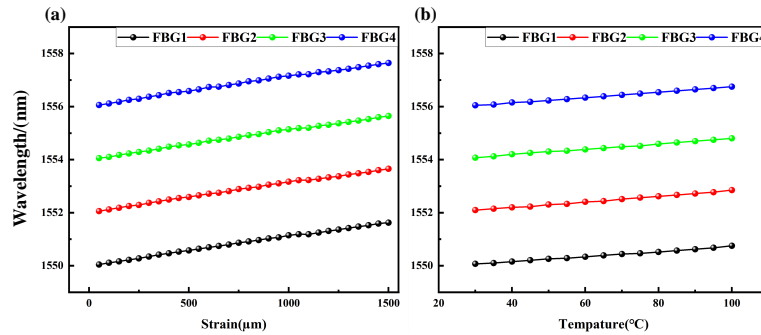 (a)
FBG1 FBG2 FBG3 FBG4
1558
1556
1554
1552
1550
Wavelength/(nm)
0 500 1000 1500
Strain(μm)
(b)
FBG1 FBG2 FBG3 FBG4
20 40 60 80 100
Tempature(°C)